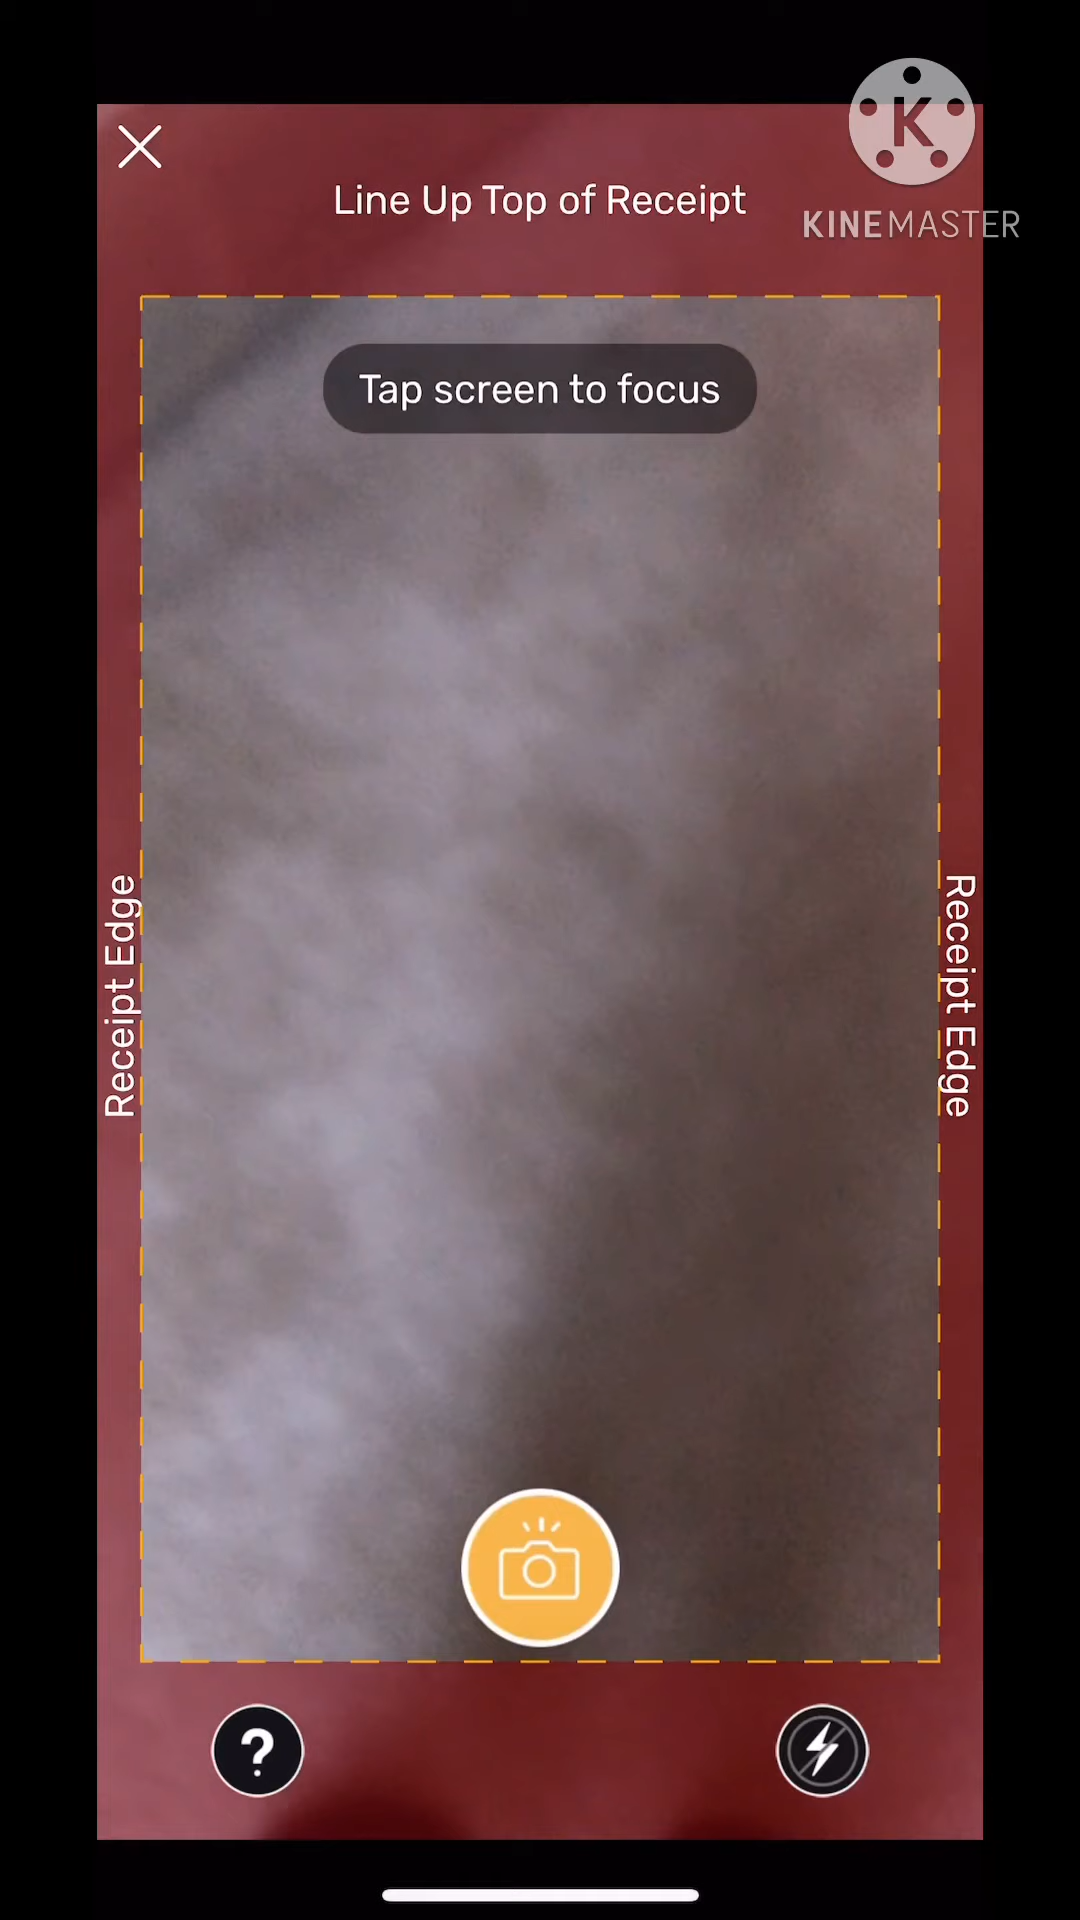 K
KINEMASTER
Line Up Top of Receipt
Tap screen to focus
Receipt Edge
Receipt Edge
?